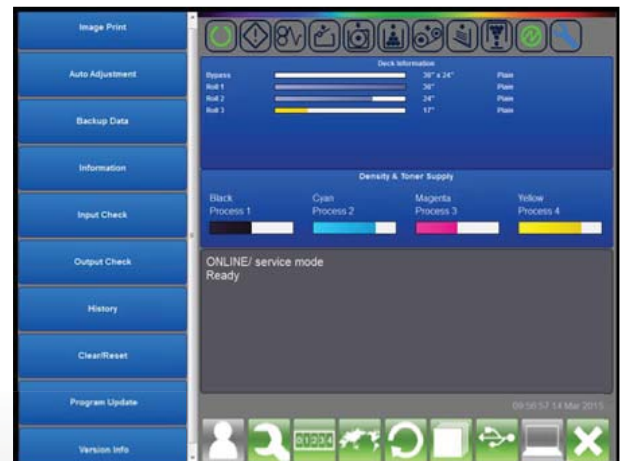 Image Print
Auto Adjustment
Backup Data
Information
Input Check
Output Check
History
Clear/Reset
Program Update
Version Info
Deck Information
Bypass 36" x 24" Plain
Roll 1 36" Plain
Roll 2 24" Plain
Roll 3 17" Plain
Density & Toner Supply
Black Cyan Magenta Yellow
Process 1 Process 2 Process 3 Process 4
ONLINE/ service mode
Ready
09:56:57 14 Mar 2015
01234